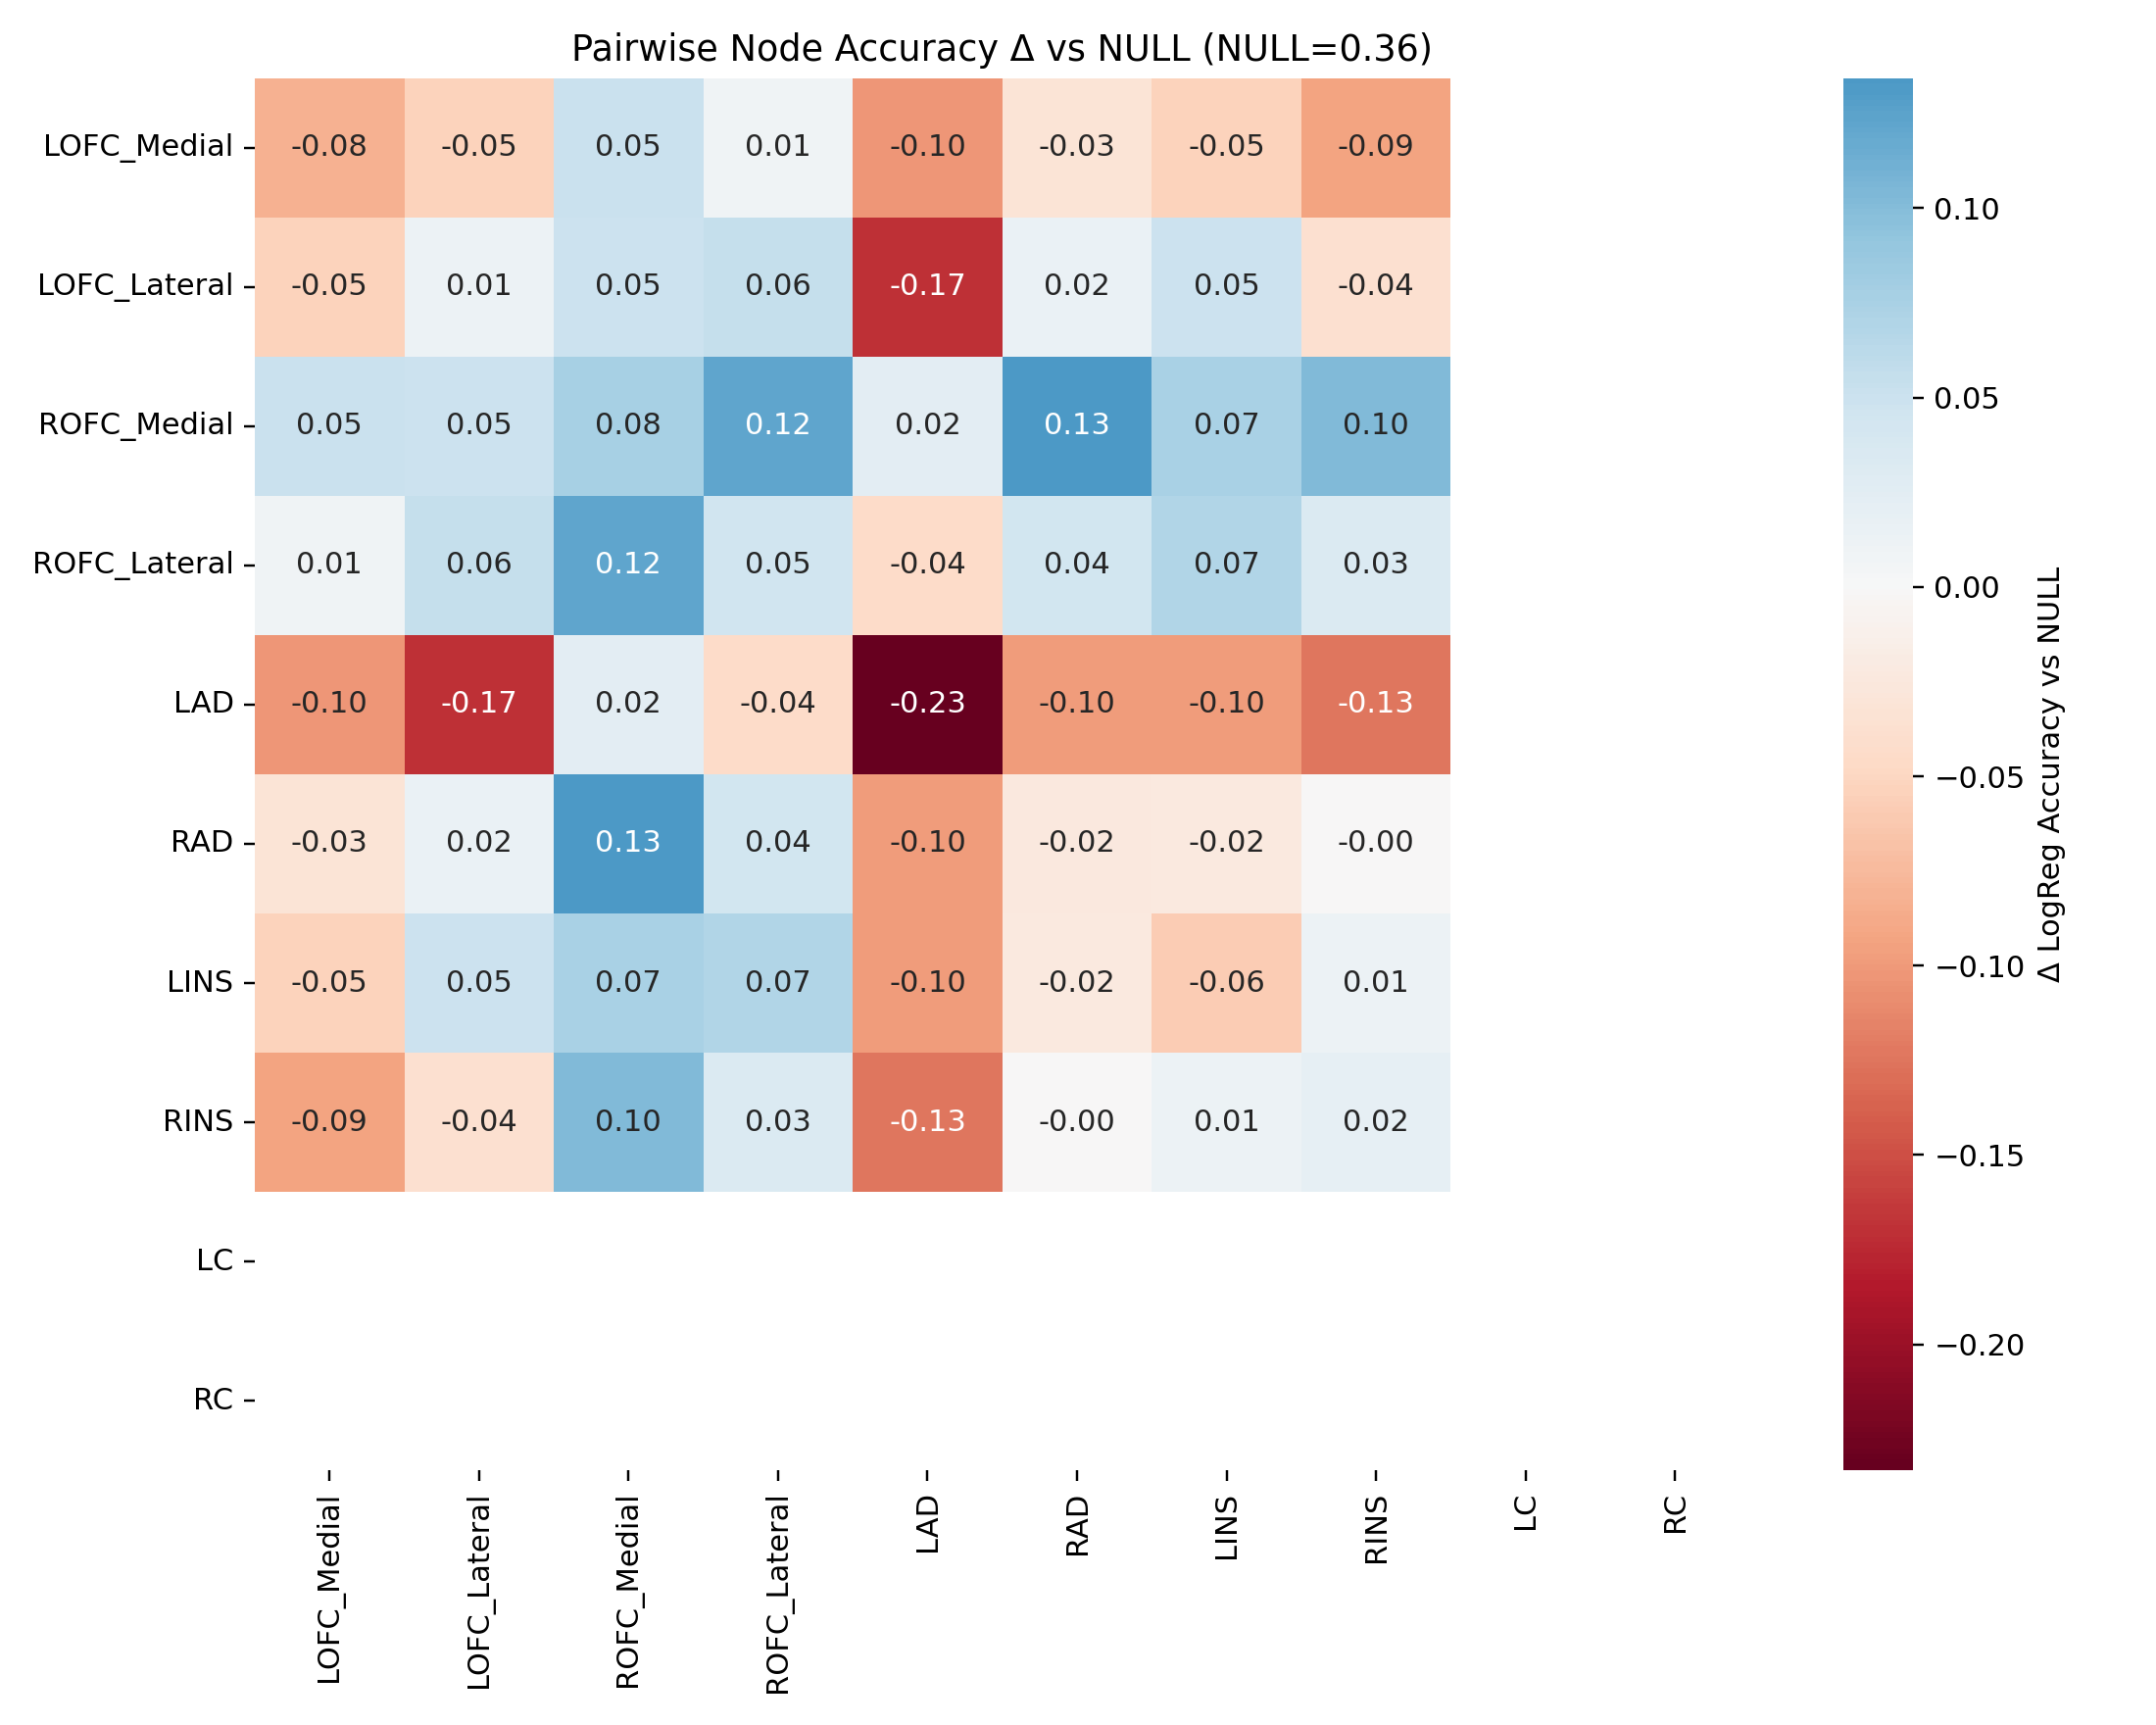 Pairwise Node Accuracy Δ vs NULL (NULL=0.36)
LOFC_Medial -0.08 -0.05 0.05 0.01 -0.10 -0.03 -0.05 -0.09
LOFC_Lateral -0.05 0.01 0.05 0.06 -0.17 0.02 0.05 -0.04
ROFC_Medial 0.05 0.05 0.08 0.12 0.02 0.13 0.07 0.10
ROFC_Lateral 0.01 0.06 0.12 0.05 -0.04 0.04 0.07 0.03
LAD -0.10 -0.17 0.02 -0.04 -0.23 -0.10 -0.10 -0.13
RAD -0.03 0.02 0.13 0.04 -0.10 -0.02 -0.02 -0.00
LINS -0.05 0.05 0.07 0.07 -0.10 -0.02 -0.06 0.01
RINS -0.09 -0.04 0.10 0.03 -0.13 -0.00 0.01 0.02
LC
RC
LOFC_Medial
LOFC_Lateral
ROFC_Medial
ROFC_Lateral
LAD
RAD
LINS
RINS
LC
RC
0.10
0.05
0.00
−0.05
−0.10
−0.15
−0.20
Δ LogReg Accuracy vs NULL